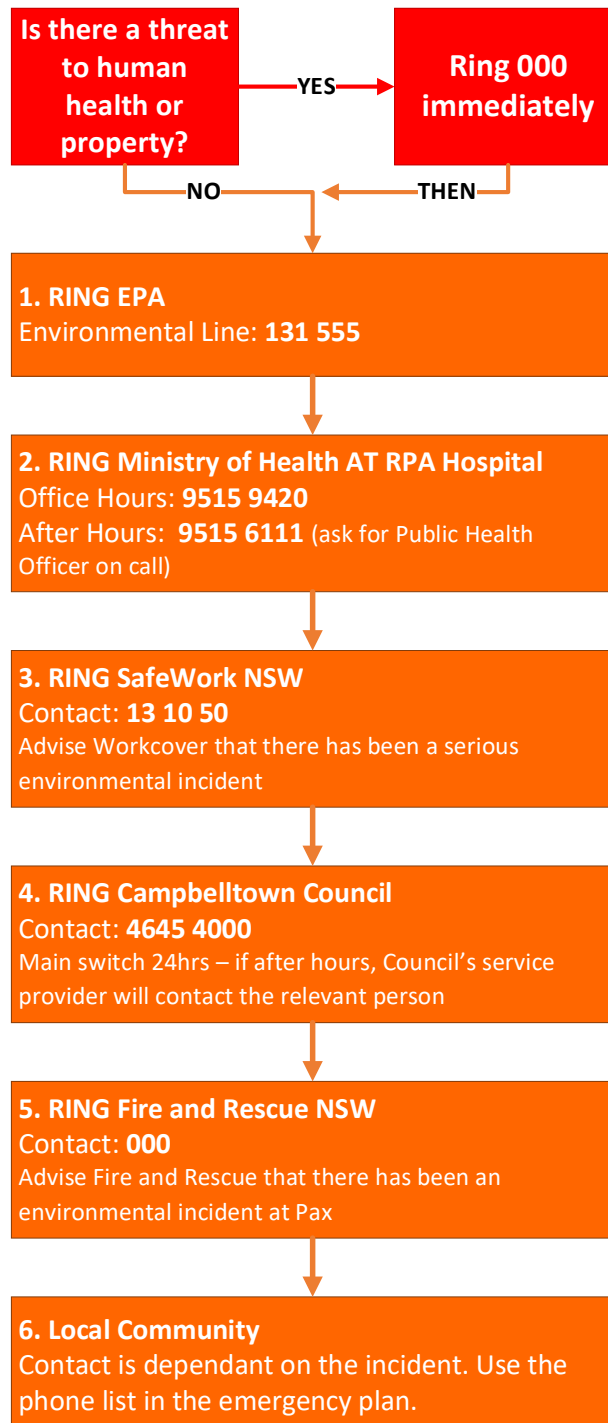 Is there a threat
to human
health or
property?
YES
Ring 000
immediately
NO
THEN
1. RING EPA
Environmental Line: 131 555
2. RING Ministry of Health AT RPA Hospital
Office Hours: 9515 9420
After Hours: 9515 6111 (ask for Public Health
Officer on call)
3. RING SafeWork NSW
Contact: 13 10 50
Advise Workcover that there has been a serious
environmental incident
4. RING Campbelltown Council
Contact: 4645 4000
Main switch 24hrs – if after hours, Council’s service
provider will contact the relevant person
5. RING Fire and Rescue NSW
Contact: 000
Advise Fire and Rescue that there has been an
environmental incident at Pax
6. Local Community
Contact is dependant on the incident. Use the
phone list in the emergency plan.